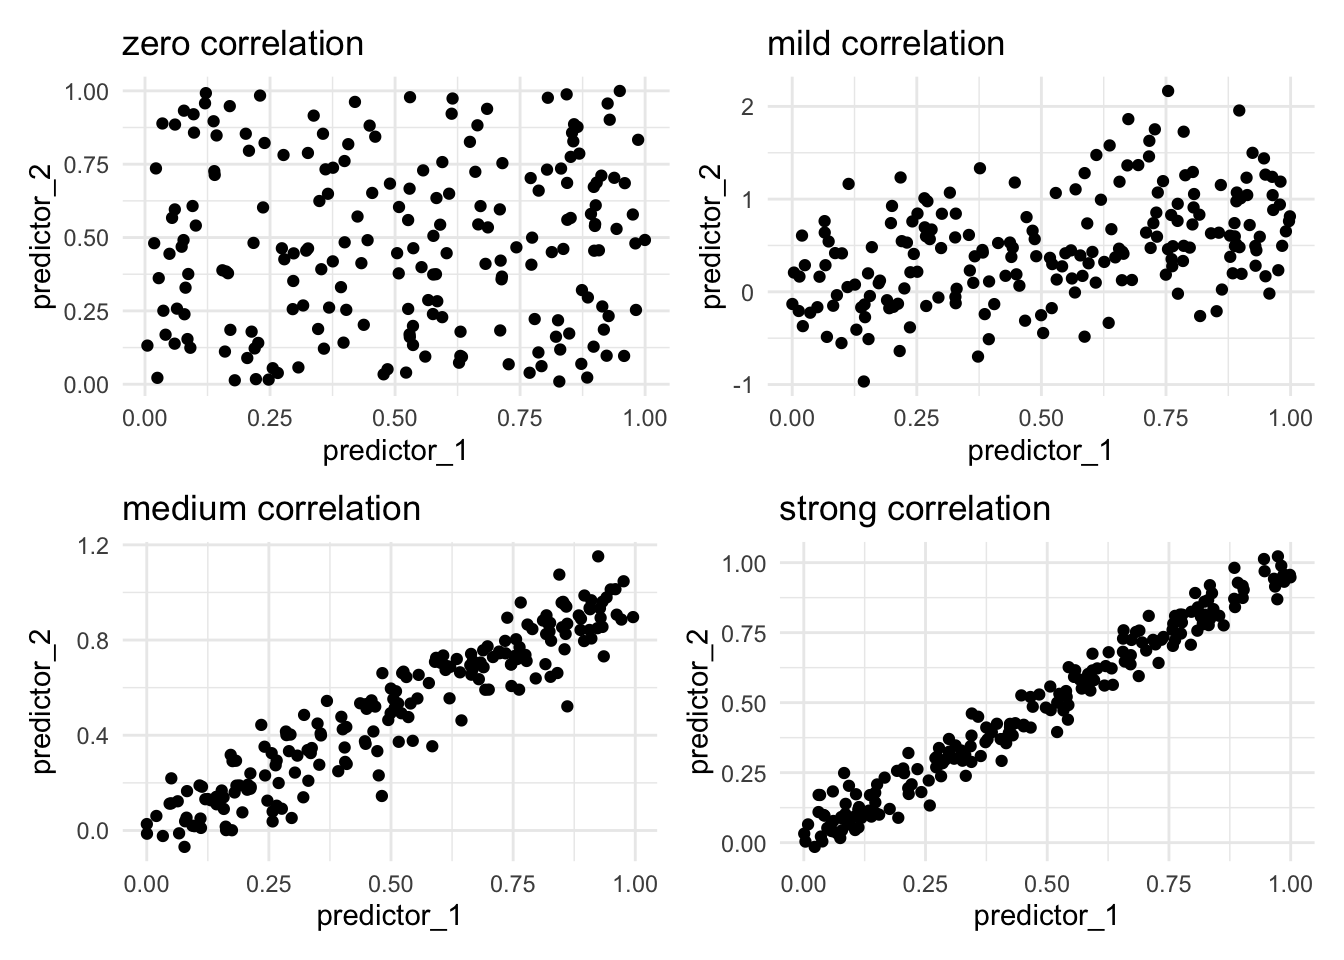 zero correlation
1.00
0.75
0.50
0.25
0.00
predictor_2
0.00 0.25 0.50 0.75 1.00
predictor_1
mild correlation
2
1
0
-1
predictor_2
0.00 0.25 0.50 0.75 1.00
predictor_1
medium correlation
1.2
0.8
0.4
0.0
predictor_2
0.00 0.25 0.50 0.75 1.00
predictor_1
strong correlation
1.00
0.75
0.50
0.25
0.00
predictor_2
0.00 0.25 0.50 0.75 1.00
predictor_1